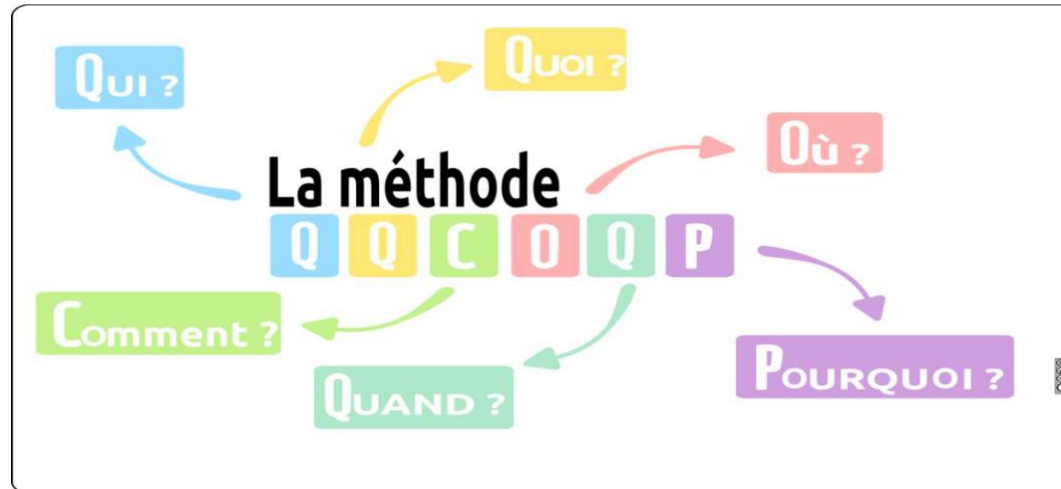 Qui ?
Quoi ?
Où ?
La méthode
Q Q C O Q P
Comment ?
Quand ?
Pourquoi ?